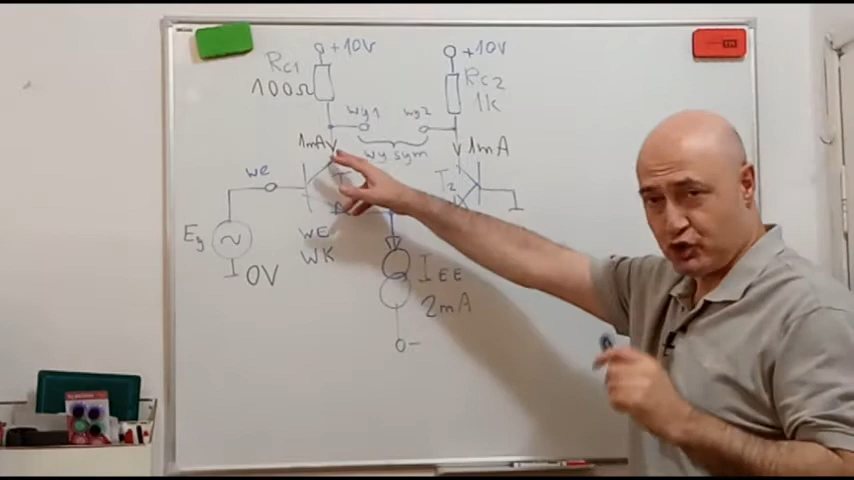 +10V
+10V
Rc1
100Ω
Rc2
1k
wy1
wy2
1mA
wy sym
1mA
we
T2
Eg
WE
WK
0V
IEE
2mA
-